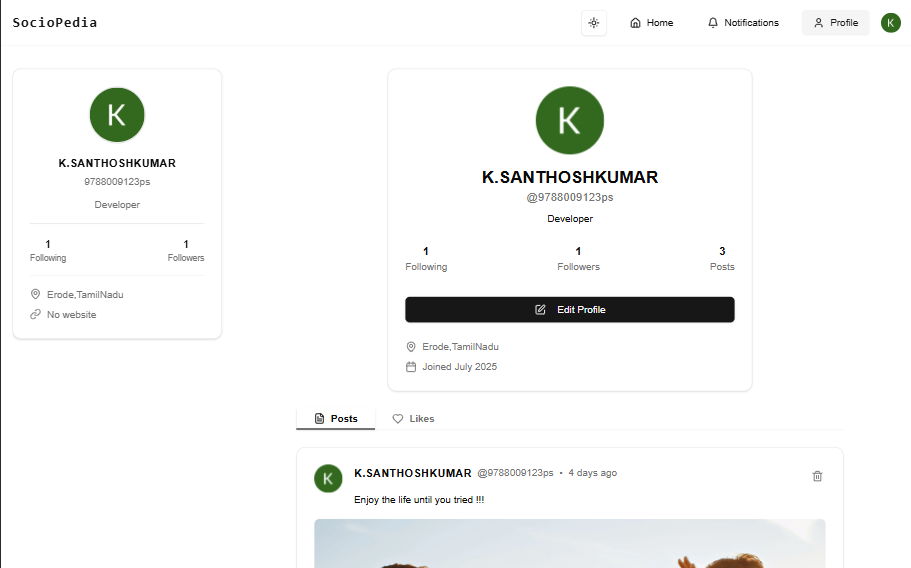 SocioPedia
Home
Notifications
Profile
K
K
K.SANTHOSHKUMAR
9788009123ps
Developer
1
Following
1
Followers
Erode,TamilNadu
No website
K
K.SANTHOSHKUMAR
@9788009123ps
Developer
1
Following
1
Followers
3
Posts
Edit Profile
Erode,TamilNadu
Joined July 2025
Posts
Likes
K
K.SANTHOSHKUMAR @9788009123ps • 4 days ago
Enjoy the life until you tried !!!